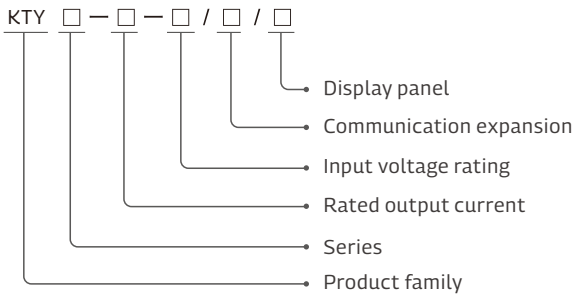 KTY □ — □ — □ / □ / □
Display panel
Communication expansion
Input voltage rating
Rated output current
Series
Product family